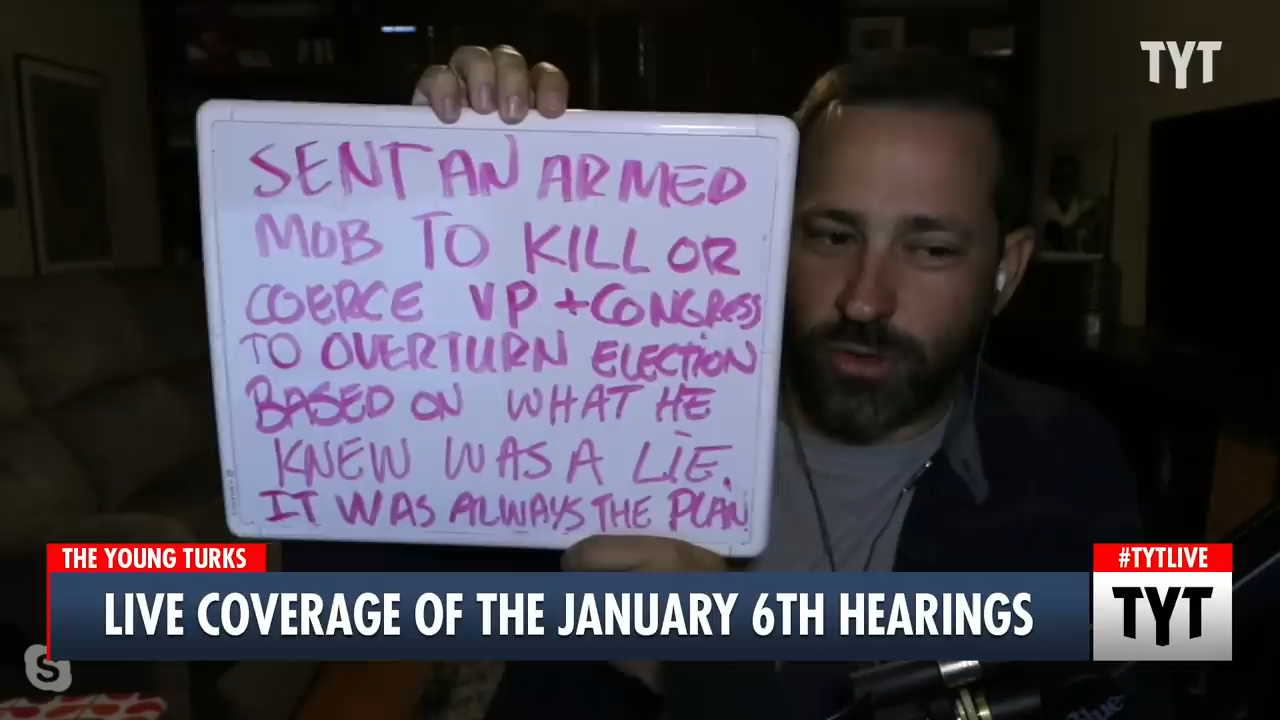 TYT
SENT AN ARMED
MOB TO KILL OR
COERCE VP + CONGRESS
TO OVERTURN ELECTION
BASED ON WHAT HE
KNEW WAS A LIE.
IT WAS ALWAYS THE PLAN
THE YOUNG TURKS
#TYTLIVE
LIVE COVERAGE OF THE JANUARY 6TH HEARINGS
TYT
S
Blue